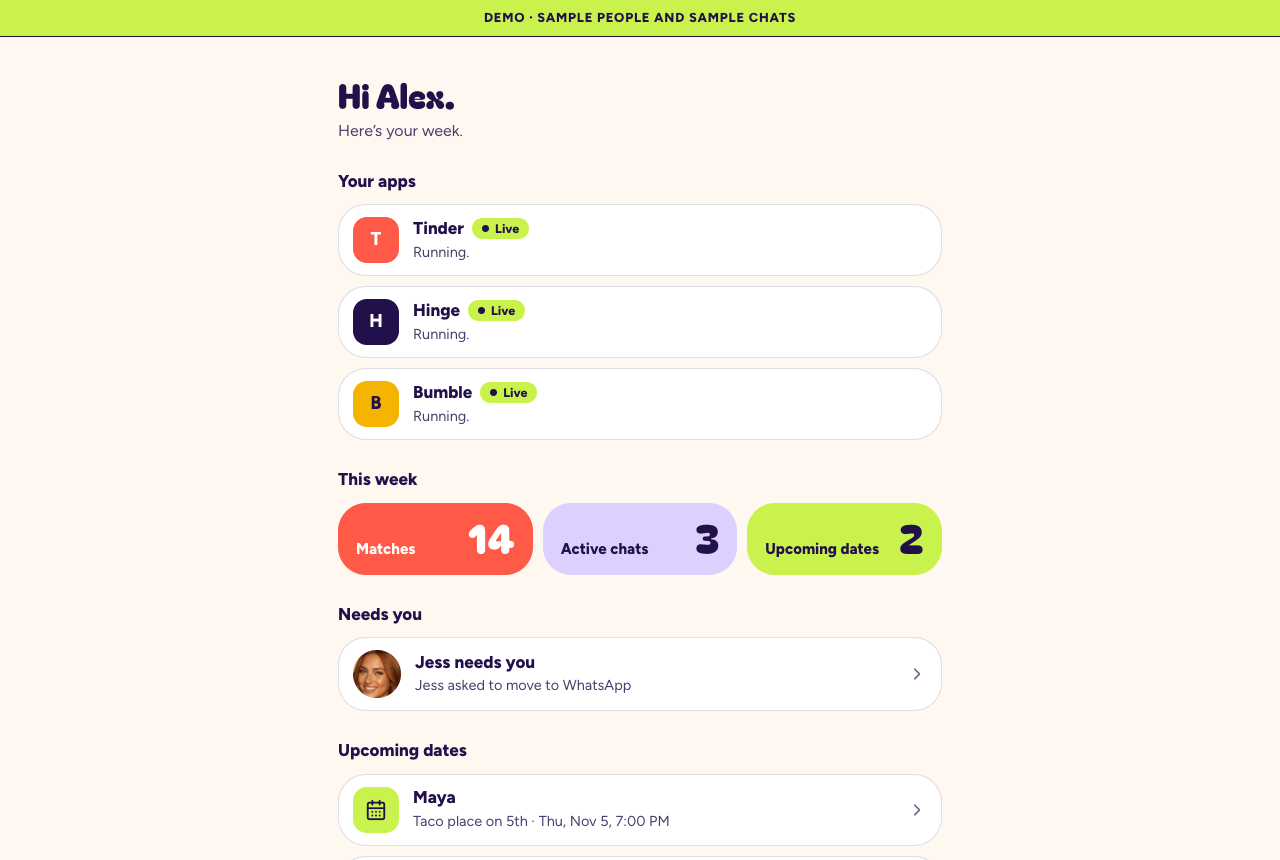 DEMO · SAMPLE PEOPLE AND SAMPLE CHATS
Hi Alex.
Here’s your week.
Your apps
T
Tinder
Live
Running.
H
Hinge
Live
Running.
B
Bumble
Live
Running.
This week
Matches
14
Active chats
3
Upcoming dates
2
Needs you
Jess needs you
Jess asked to move to WhatsApp
Upcoming dates
Maya
Taco place on 5th · Thu, Nov 5, 7:00 PM